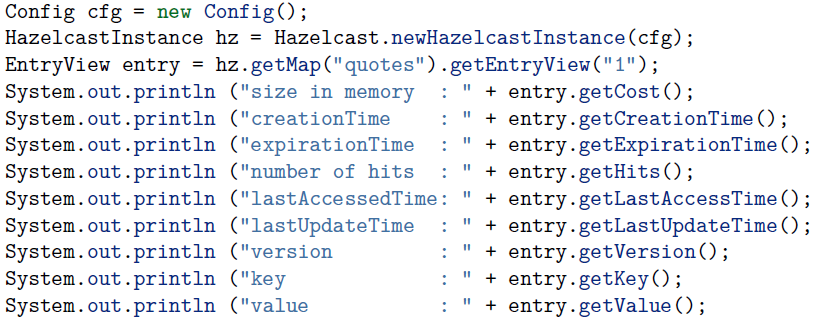 Config cfg = new Config();
HazelcastInstance hz = Hazelcast.newHazelcastInstance(cfg);
EntryView entry = hz.getMap("quotes").getEntryView("1");
System.out.println ("size in memory  : " + entry.getCost();
System.out.println ("creationTime    : " + entry.getCreationTime();
System.out.println ("expirationTime  : " + entry.getExpirationTime();
System.out.println ("number of hits  : " + entry.getHits();
System.out.println ("lastAccessedTime: " + entry.getLastAccessTime();
System.out.println ("lastUpdateTime  : " + entry.getLastUpdateTime();
System.out.println ("version         : " + entry.getVersion();
System.out.println ("key             : " + entry.getKey();
System.out.println ("value           : " + entry.getValue();